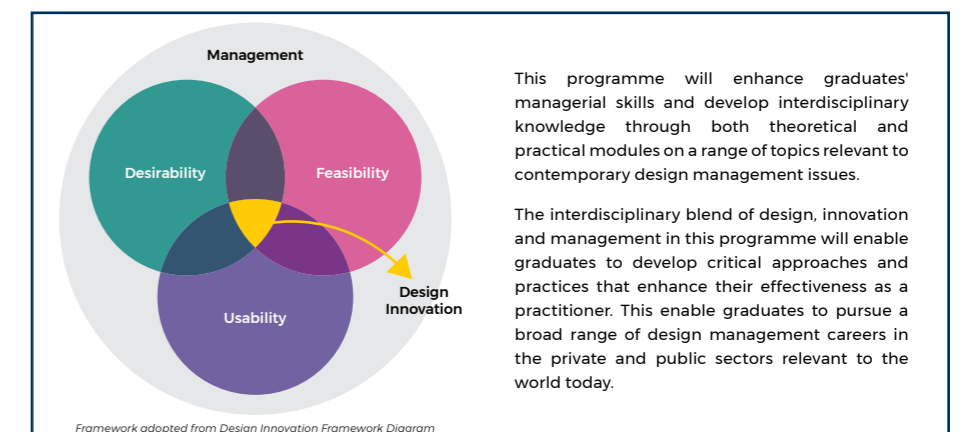 Management
Desirability
Feasibility
Usability
Design
Innovation
Framework adopted from Design Innovation Framework Diagram
This programme will enhance graduates'
managerial skills and develop interdisciplinary
knowledge through both theoretical and
practical modules on a range of topics relevant to
contemporary design management issues.
The interdisciplinary blend of design, innovation
and management in this programme will enable
graduates to develop critical approaches and
practices that enhance their effectiveness as a
practitioner. This enable graduates to pursue a
broad range of design management careers in
the private and public sectors relevant to the
world today.